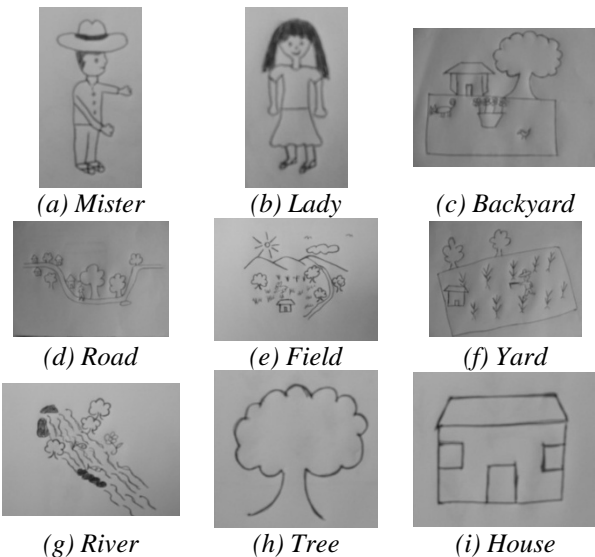 (a) Mister (b) Lady (c) Backyard
(d) Road (e) Field (f) Yard
(g) River (h) Tree (i) House